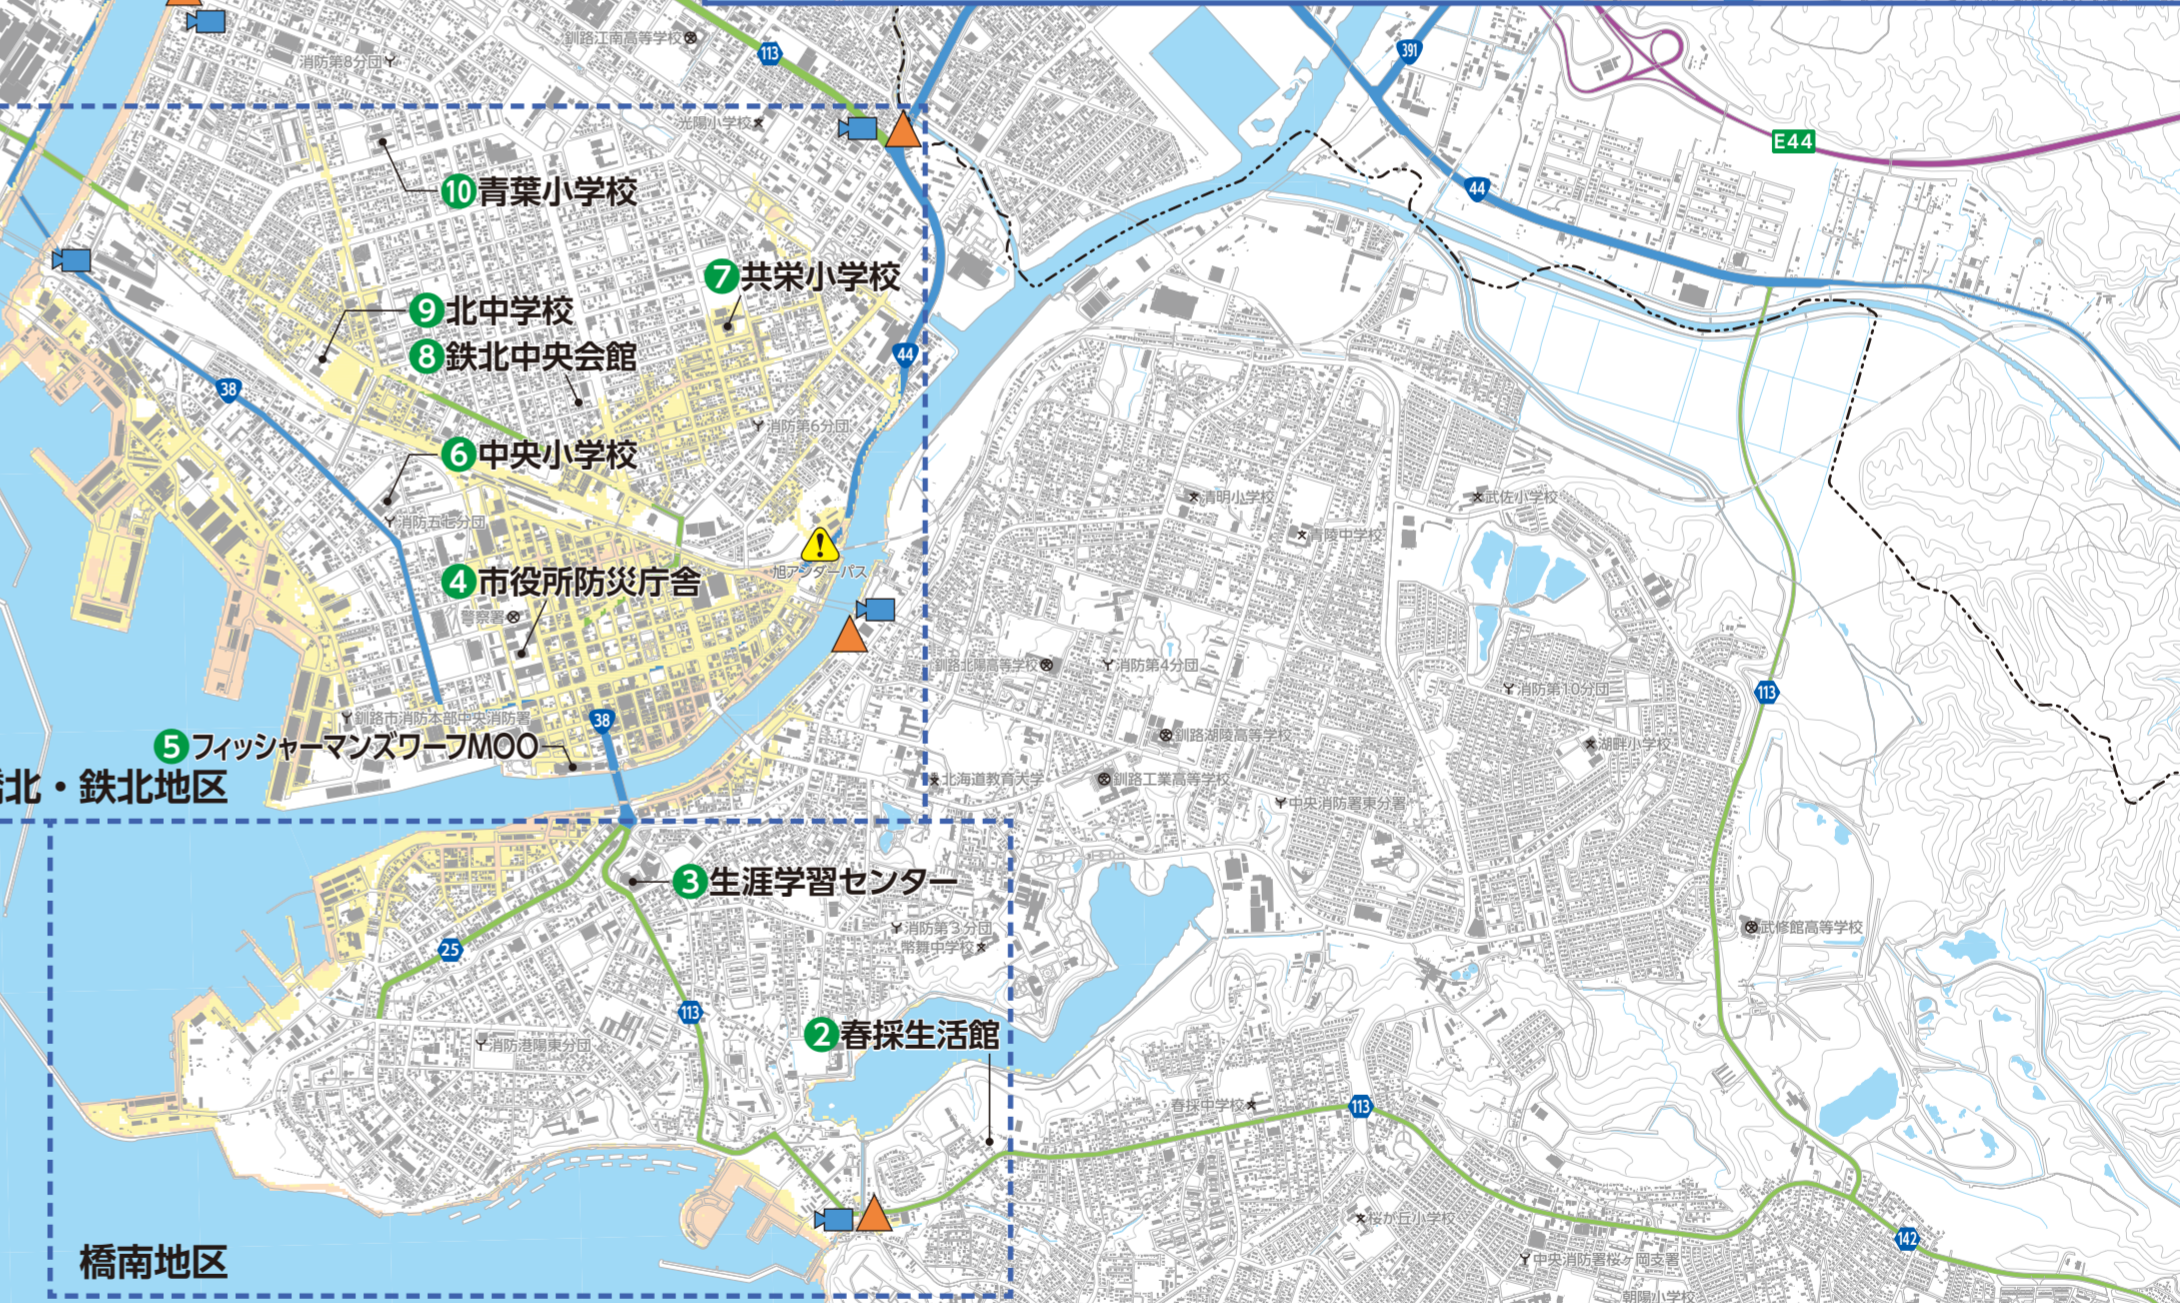 釧路江南高等学校
113
391
消防第8分団
光陽小学校
E44
44
⑩青葉小学校
⑦共栄小学校
⑨北中学校
44
⑧鉄北中央会館
38
消防第6分団
⑥中央小学校
清明小学校
武佐小学校
消防五七分団
青陵中学校
旭アンダーパス
④市役所防災庁舎
警察署
釧路北陽高等学校
消防第4分団
消防第10分団
113
釧路市消防本部中央消防署
38
釧路湖陵高等学校
湖畔小学校
⑤フィッシャーマンズワーフMOO
北海道教育大学
釧路工業高等学校
北・鉄北地区
中央消防署東分署
③生涯学習センター
消防第3分団
武修館高等学校
幣舞中学校
25
113
②春採生活館
消防港陽東分団
春採中学校
113
桜が丘小学校
142
橋南地区
中央消防署桜ヶ岡支署
朝陽小学校